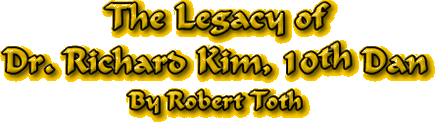 The Legacy of
Dr. Richard Kim, 10th Dan
By Robert Toth